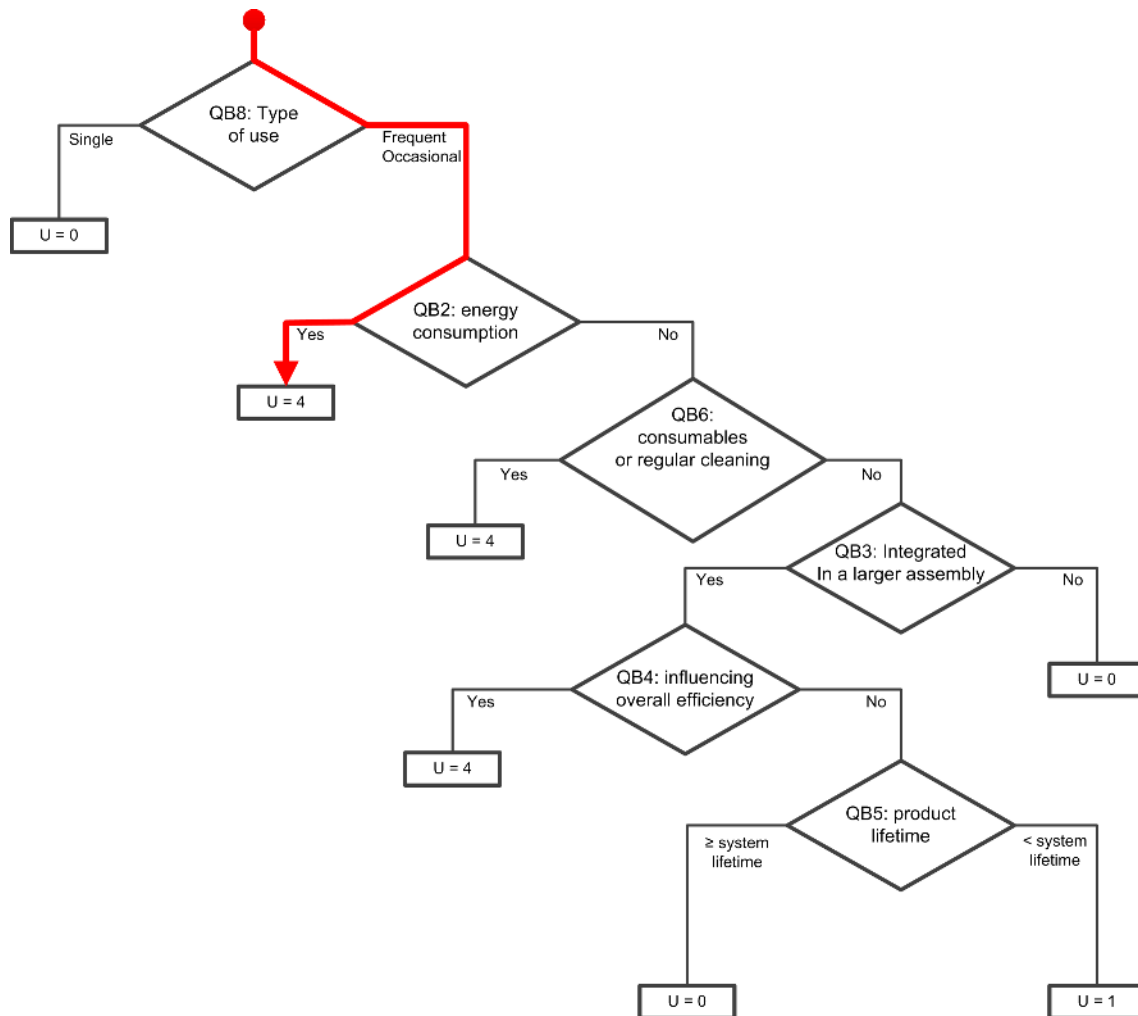 QB8: Type
of use
Single
Frequent
Occasional
U = 0
QB2: energy
consumption
Yes
No
U = 4
QB6:
consumables
or regular cleaning
Yes
No
U = 4
QB3: Integrated
In a larger assembly
Yes
No
QB4: influencing
overall efficiency
U = 0
Yes
No
U = 4
QB5: product
lifetime
≥ system
lifetime
< system
lifetime
U = 0
U = 1